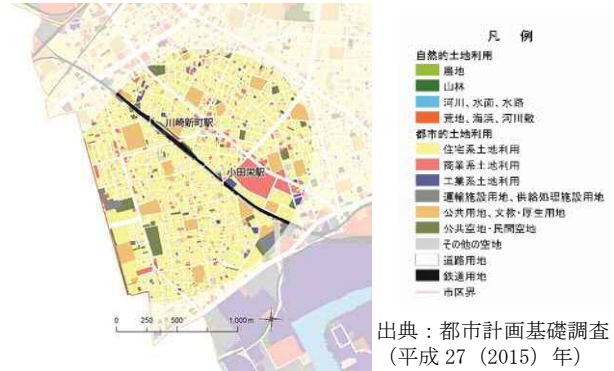 川崎新町駅
小田栄駅
0 250 500 1,000 m
凡 例
自然的土地利用
農地
山林
河川、水面、水路
荒地、海浜、河川敷
都市的土地利用
住宅系土地利用
商業系土地利用
工業系土地利用
運輸施設用地、供給処理施設用地
公共用地、文教・厚生用地
公共空地・民間空地
その他の空地
道路用地
鉄道用地
市区界
出典：都市計画基礎調査
（平成 27（2015）年）